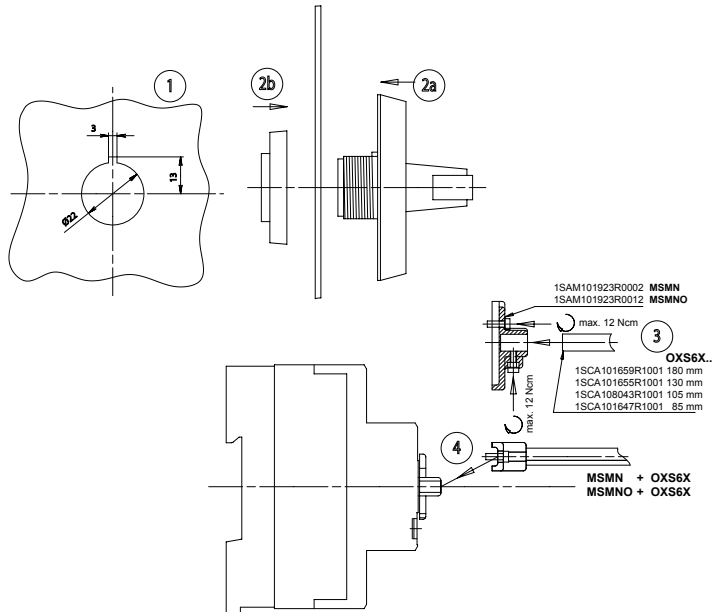 1
2b
2a
3
13
Ø22
1SAM101923R0002 MSMN
1SAM101923R0012 MSMNO
max. 12 Ncm
3
OXS6X..
1SCA101659R1001 180 mm
1SCA101655R1001 130 mm
1SCA108043R1001 105 mm
1SCA101647R1001 85 mm
max. 12 Ncm
4
MSMN + OXS6X
MSMNO + OXS6X